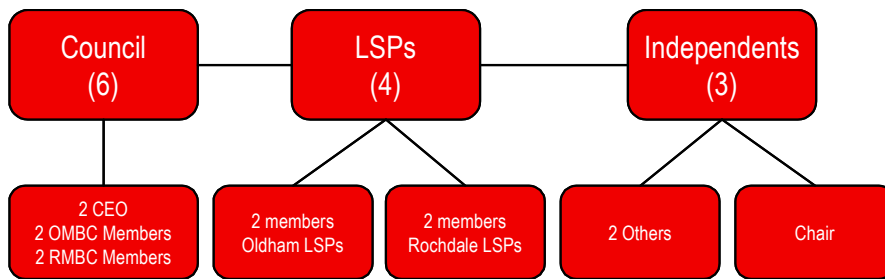 Council
(6)
LSPs
(4)
Independents
(3)
2 CEO
2 OMBC Members
2 RMBC Members
2 members
Oldham LSPs
2 members
Rochdale LSPs
2 Others
Chair